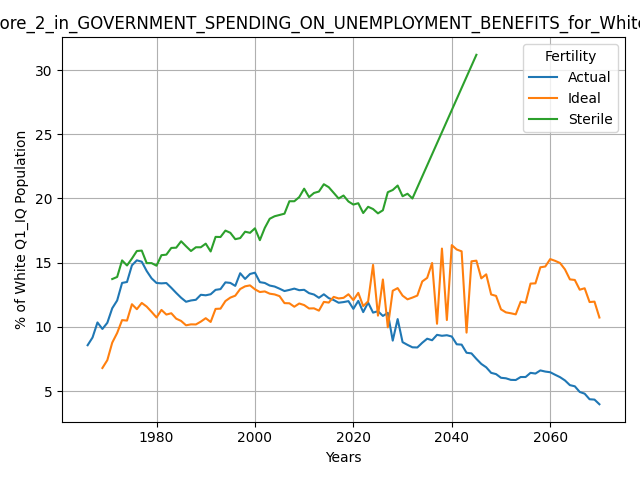 ore_2_in_GOVERNMENT_SPENDING_ON_UNEMPLOYMENT_BENEFITS_for_White
% of White Q1_IQ Population
30
25
20
15
10
5
Fertility
Actual
Ideal
Sterile
1980
2000
2020
2040
2060
Years